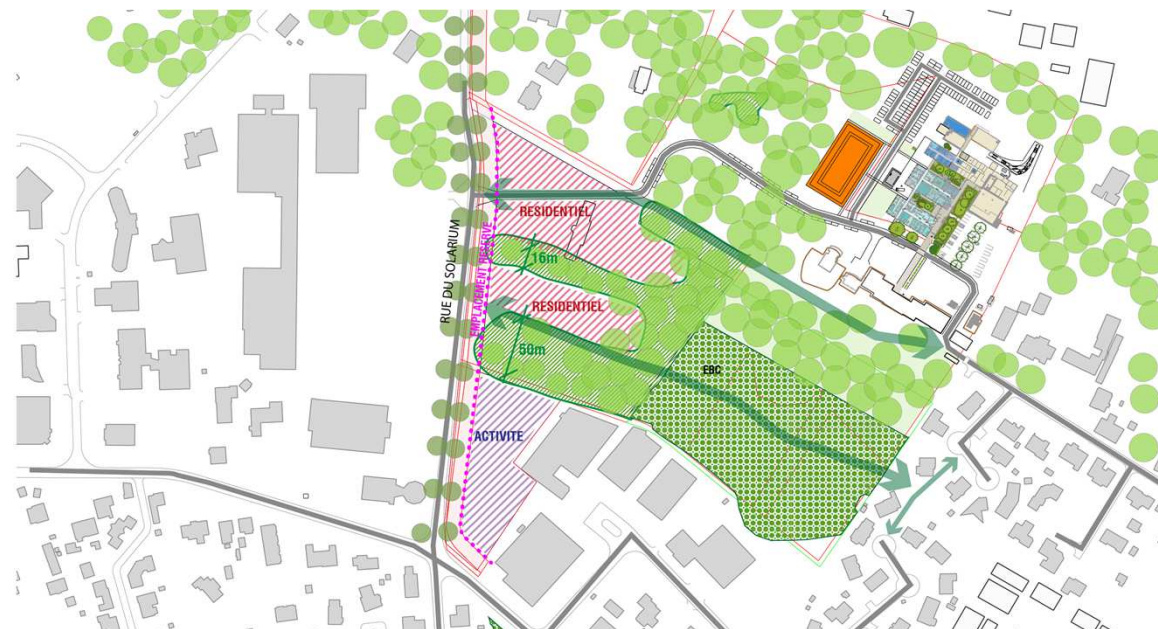 RESIDENTIEL
RUE DU SOLARIUM
EMPLACEMENT RESERVE
16m
RESIDENTIEL
50m
EBC
ACTIVITE